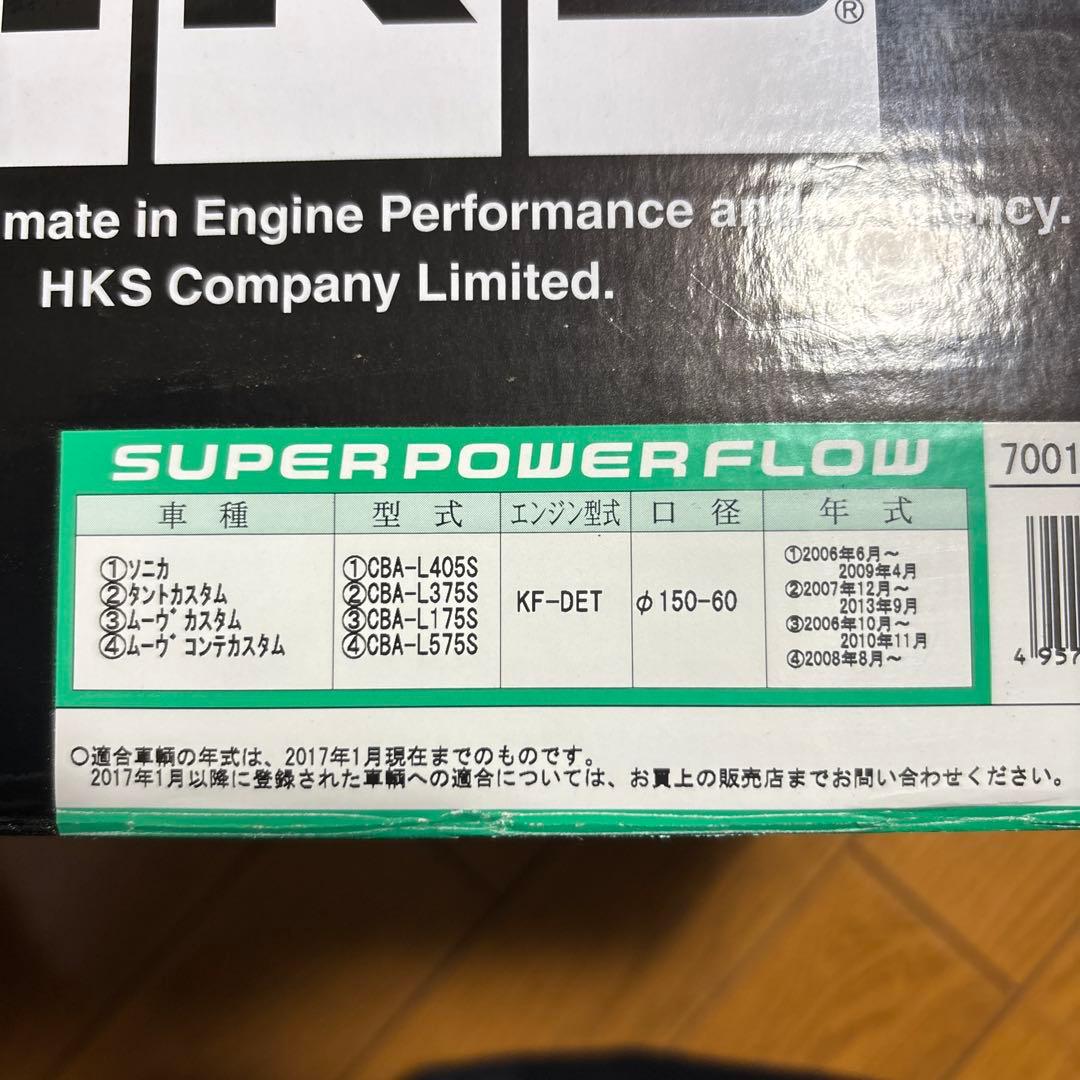 ®
mate in Engine Performance and
HKS Company Limited.
SUPER POWER FLOW
7001
車種 型式 エンジン型式 口径 年式
①ソニカ
②タントカスタム
③ムーヴカスタム
④ムーヴコンテカスタム
①CBA-L405S
②CBA-L375S
③CBA-L175S
④CBA-L575S
KF-DET
φ150-60
①2006年6月～
2009年4月
②2007年12月～
2013年9月
③2006年10月～
2010年11月
④2008年8月～
4 957
○適合車輌の年式は、2017年1月現在までのものです。
2017年1月以降に登録された車輌への適合については、お買上の販売店までお問い合わせください。